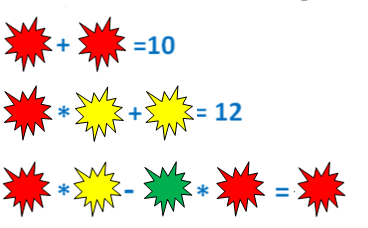 + =10
* + = 12
* - * =